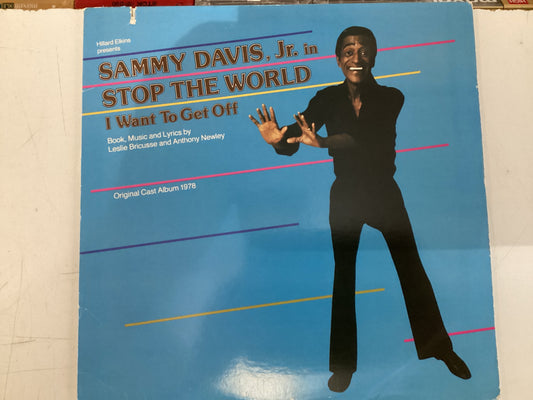 Hillard Elkins
presents
SAMMY DAVIS, Jr. in
STOP THE WORLD
I Want To Get Off
Book, Music and Lyrics by
Leslie Bricusse and Anthony Newley
Original Cast Album 1978